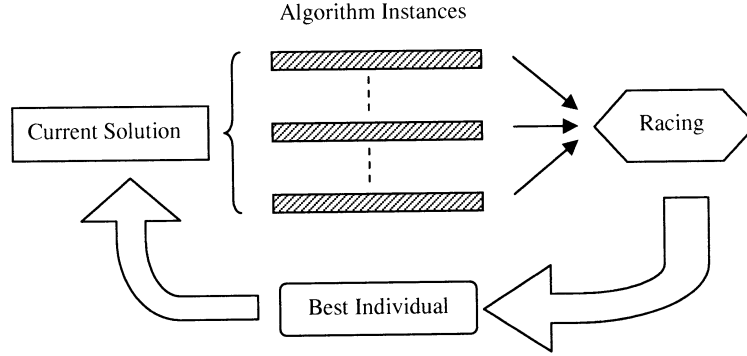 Algorithm Instances
Current Solution
Racing
Best Individual